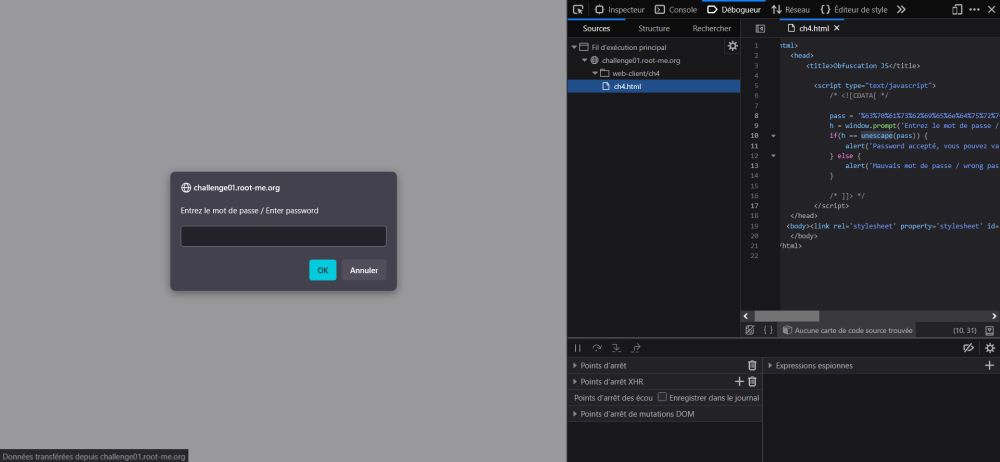 Inspecteur Console Débogueur Réseau Éditeur de style
Sources Structure Rechercher ch4.html
Fil d'exécution principal
challenge01.root-me.org
web-client/ch4
ch4.html
1 html>
2 <head>
3 <title>Obfuscation JS</title>
4
5 <script type="text/javascript">
6 /* <![CDATA[ */
7
8 pass = '%63%70%61%73%62%69%65%6e%64%75%72%7
9 h = window.prompt('Entrez le mot de passe /
10 if(h == unescape(pass)) {
11 alert('Password accepté, vous pouvez va
12 } else {
13 alert('Mauvais mot de passe / wrong pas
14 }
15
16 /* ]]> */
17 </script>
18 </head>
19 <body><link rel='stylesheet' property='stylesheet' id=
20 </body>
21 /html>
22
challenge01.root-me.org
Entrez le mot de passe / Enter password
OK Annuler
{ } Aucune carte de code source trouvée (10, 31)
Points d'arrêt
Points d'arrêt XHR
Points d'arrêt des écou Enregistrer dans le journal
Points d'arrêt de mutations DOM
Expressions espionnes
Données transférées depuis challenge01.root-me.org